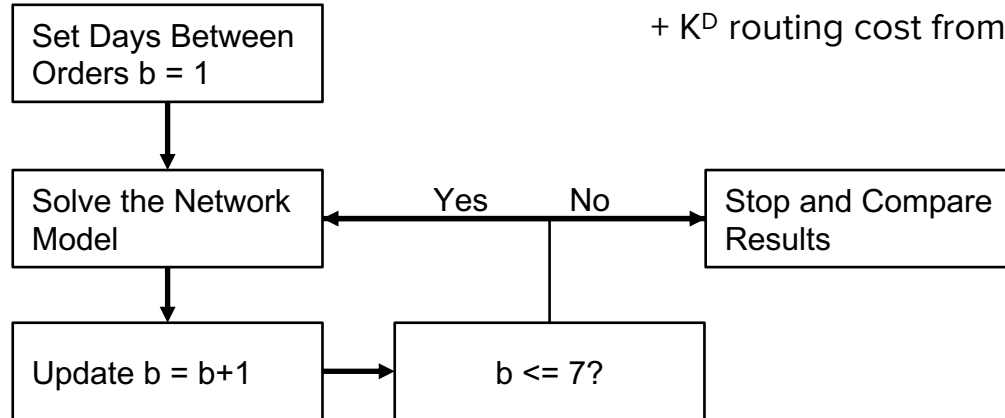 + Kᴰ routing cost from
Set Days Between
Orders b = 1
Solve the Network
Model
Yes
No
Stop and Compare
Results
Update b = b+1
b <= 7?